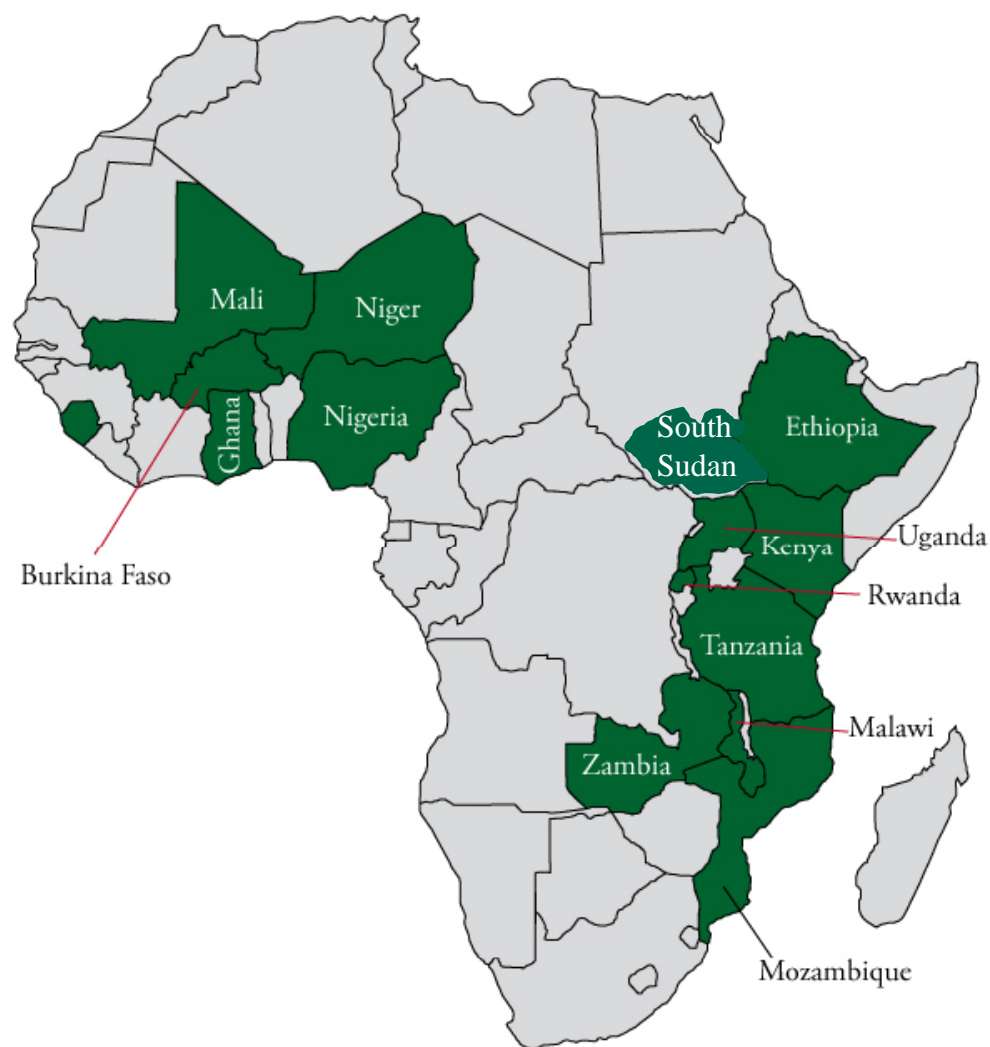 Mali
Niger
Ghana
Nigeria
South
Sudan
Ethiopia
Uganda
Kenya
Burkina Faso
Rwanda
Tanzania
Malawi
Zambia
Mozambique